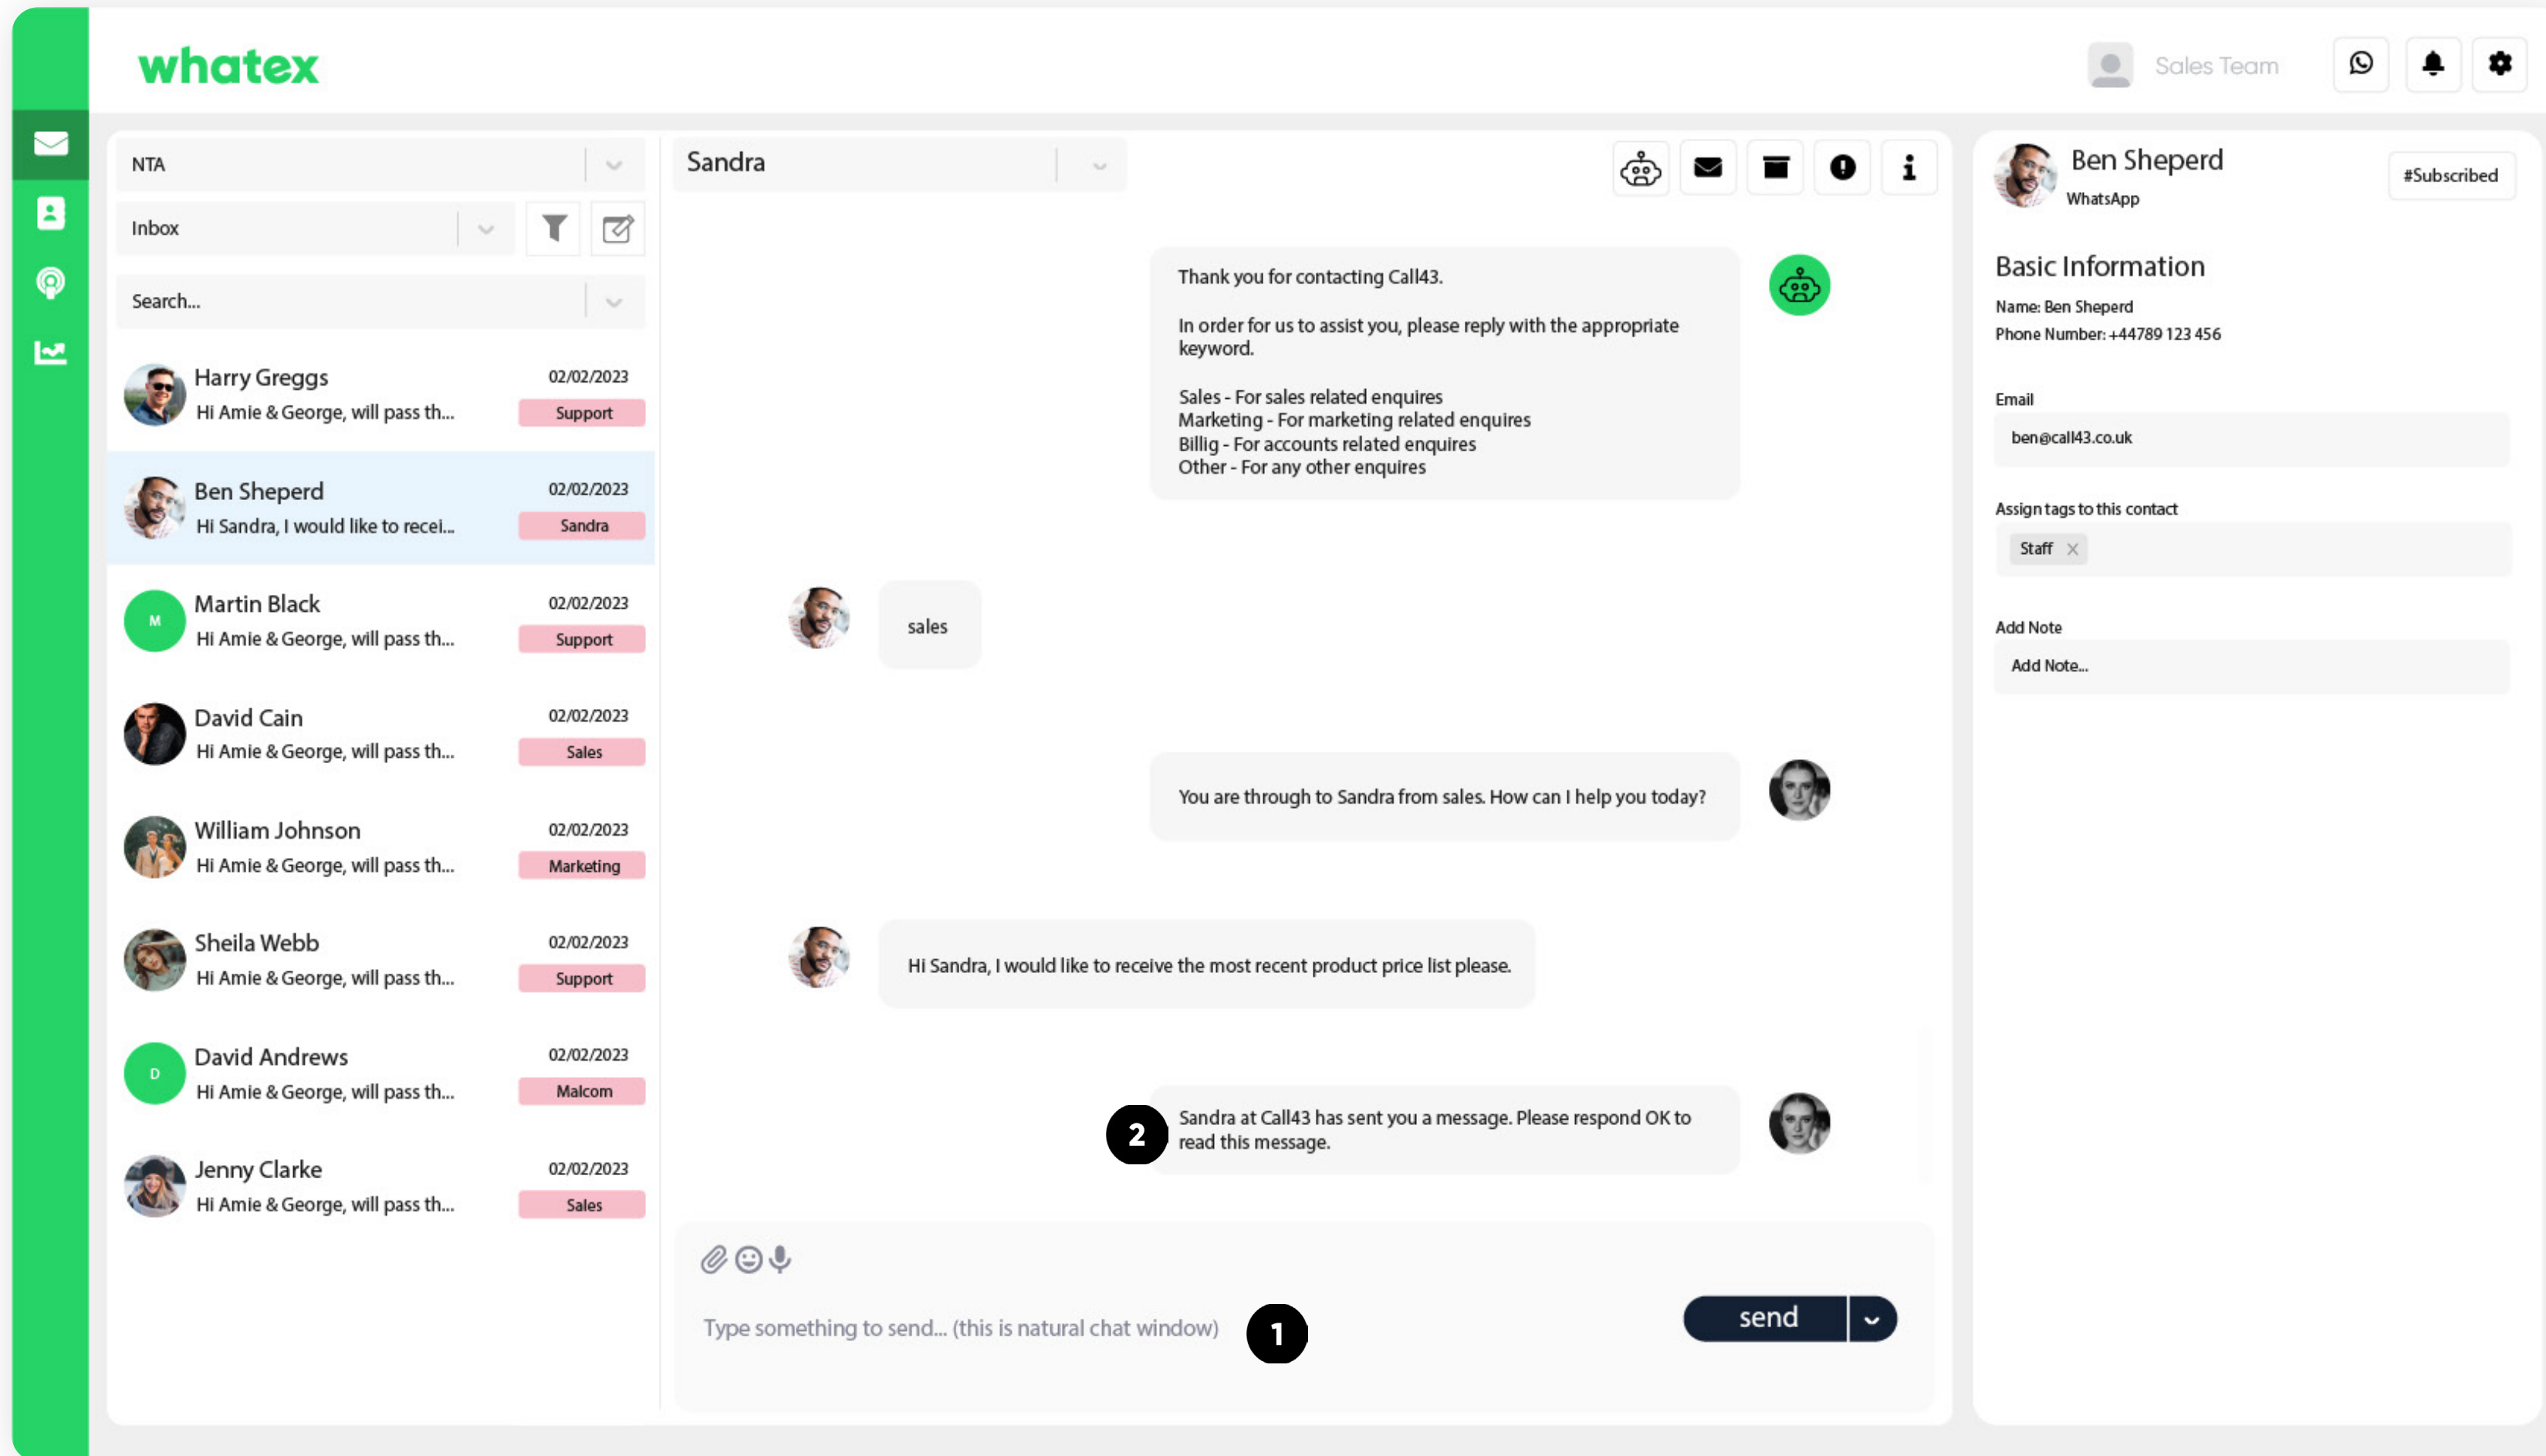 whatex
Sales Team
NTA
Inbox
Search...
Harry Greggs
02/02/2023
Hi Amie & George, will pass th...
Support
Ben Sheperd
02/02/2023
Hi Sandra, I would like to recei...
Sandra
M
Martin Black
02/02/2023
Hi Amie & George, will pass th...
Support
David Cain
02/02/2023
Hi Amie & George, will pass th...
Sales
William Johnson
02/02/2023
Hi Amie & George, will pass th...
Marketing
Sheila Webb
02/02/2023
Hi Amie & George, will pass th...
Support
D
David Andrews
02/02/2023
Hi Amie & George, will pass th...
Malcom
Jenny Clarke
02/02/2023
Hi Amie & George, will pass th...
Sales
Sandra
Thank you for contacting Call43.
In order for us to assist you, please reply with the appropriate
keyword.
Sales - For sales related enquires
Marketing - For marketing related enquires
Billig - For accounts related enquires
Other - For any other enquires
sales
You are through to Sandra from sales. How can I help you today?
Hi Sandra, I would like to receive the most recent product price list please.
2
Sandra at Call43 has sent you a message. Please respond OK to
read this message.
Type something to send... (this is natural chat window)
1
send
Ben Sheperd
WhatsApp
#Subscribed
Basic Information
Name: Ben Sheperd
Phone Number: +44789 123 456
Email
ben@call43.co.uk
Assign tags to this contact
Staff X
Add Note
Add Note...